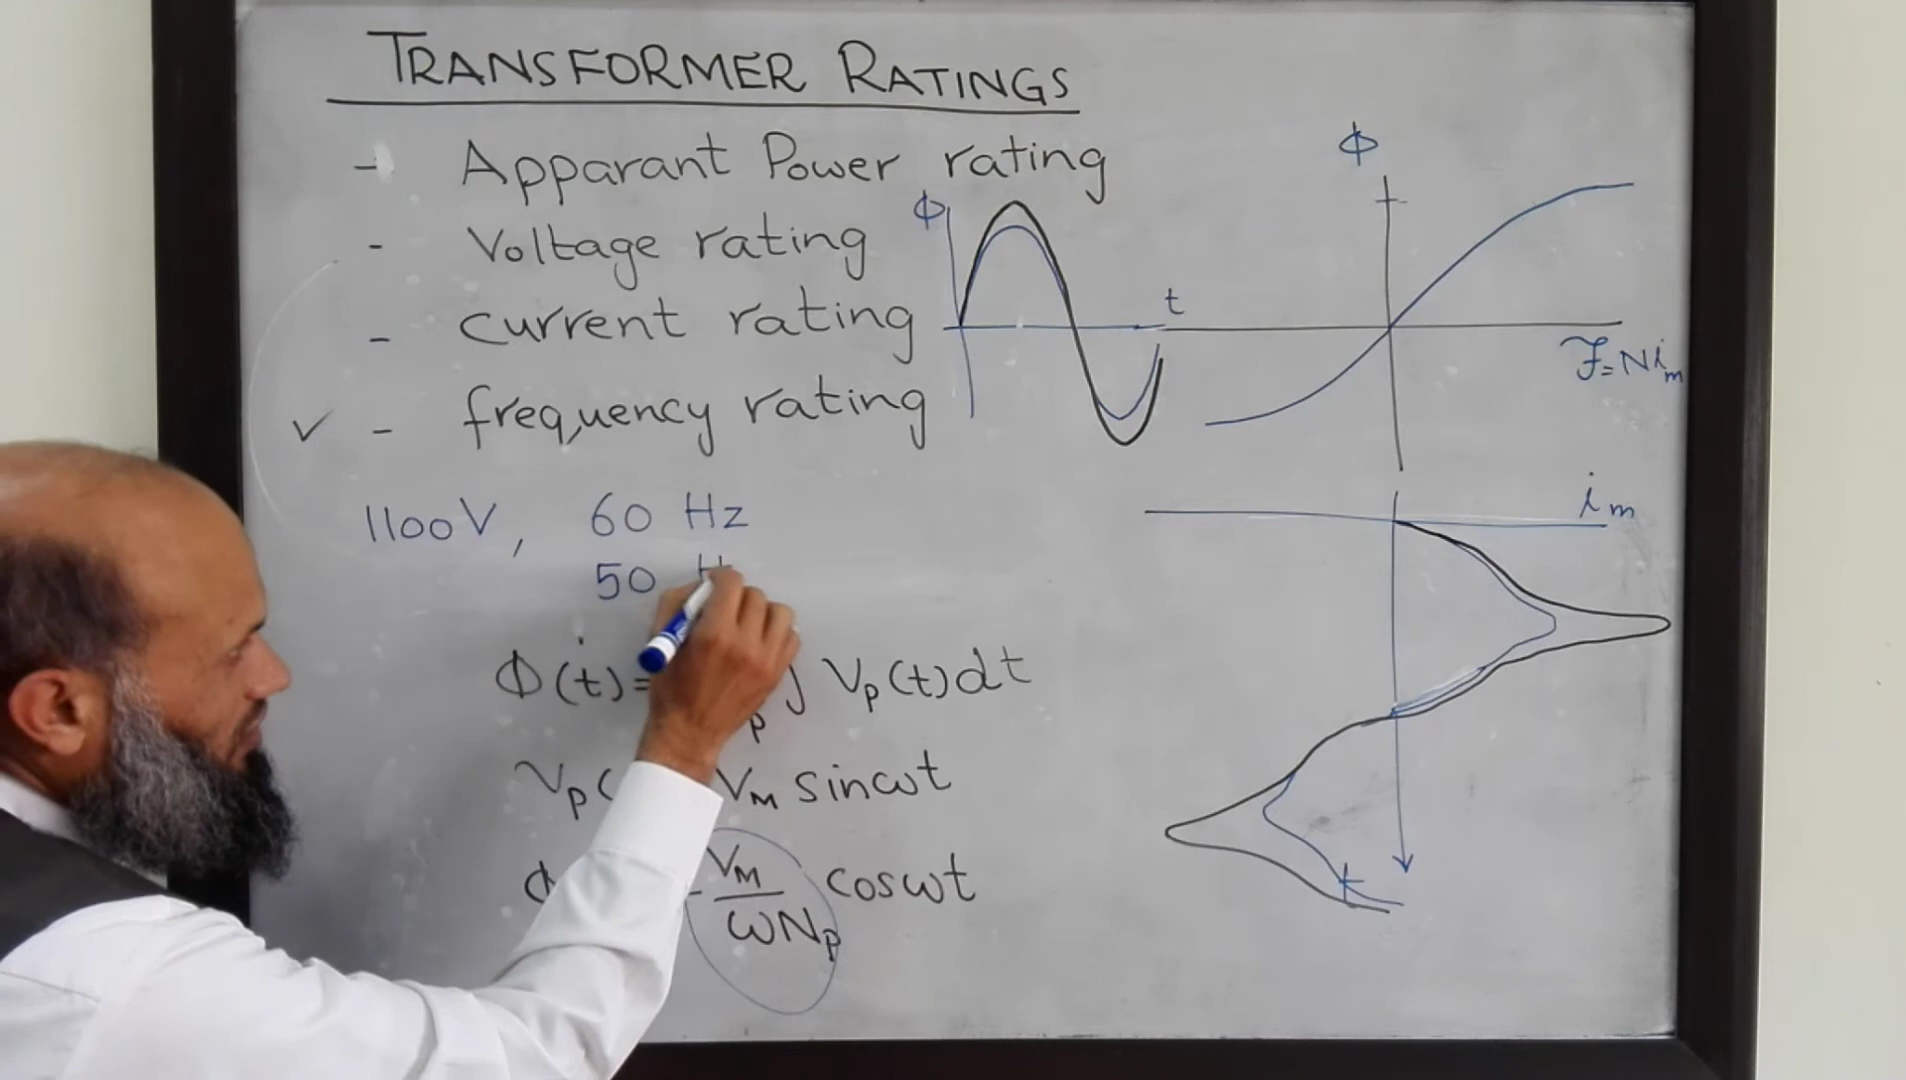 TRANSFORMER RATINGS
- Apparant Power rating
- Voltage rating
- current rating
✓ - frequency rating
1100V, 60 Hz
50 H
Φ(t)= p ∫ Vp(t)dt
Vp( VM sinωt
Φ - VM/ωNp cosωt
Φ
t
Φ
ℱ=Nim
im
t